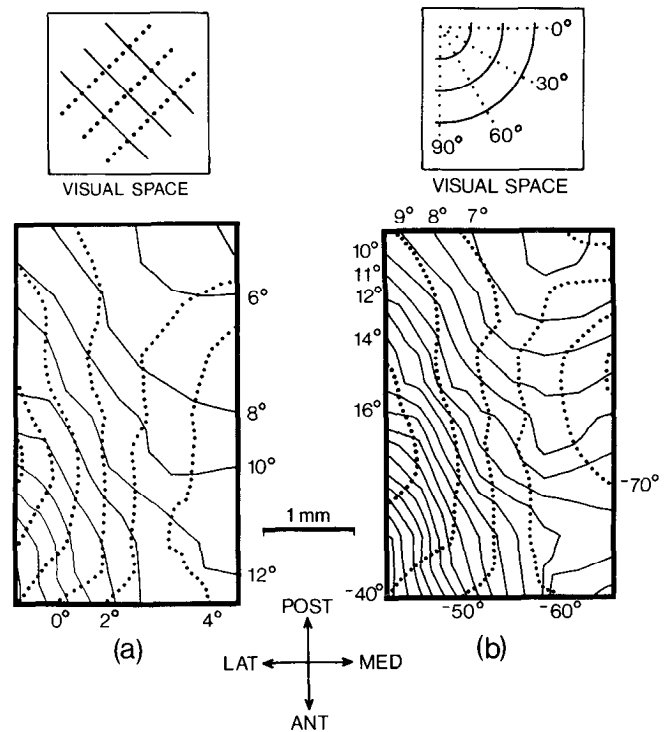 0°
30°
60°
90°
VISUAL SPACE
VISUAL SPACE
9° 8° 7°
10°
11°
12°
14°
16°
6°
8°
10°
12°
-70°
1 mm
0° 2° 4°
-40° -50° -60°
(a)
(b)
POST
LAT MED
ANT